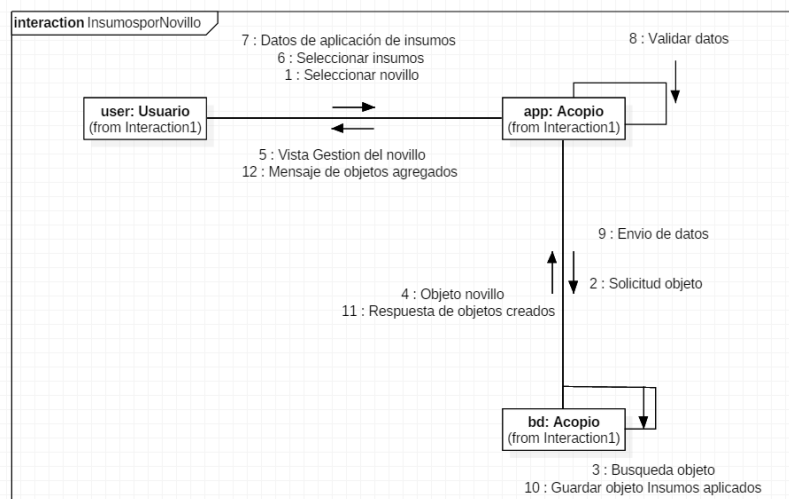 interaction InsumosporNovillo
7 : Datos de aplicación de insumos
6 : Seleccionar insumos
1 : Seleccionar novillo
8 : Validar datos
user: Usuario
(from Interaction1)
app: Acopio
(from Interaction1)
5 : Vista Gestion del novillo
12 : Mensaje de objetos agregados
9 : Envio de datos
2 : Solicitud objeto
4 : Objeto novillo
11 : Respuesta de objetos creados
bd: Acopio
(from Interaction1)
3 : Busqueda objeto
10 : Guardar objeto Insumos aplicados